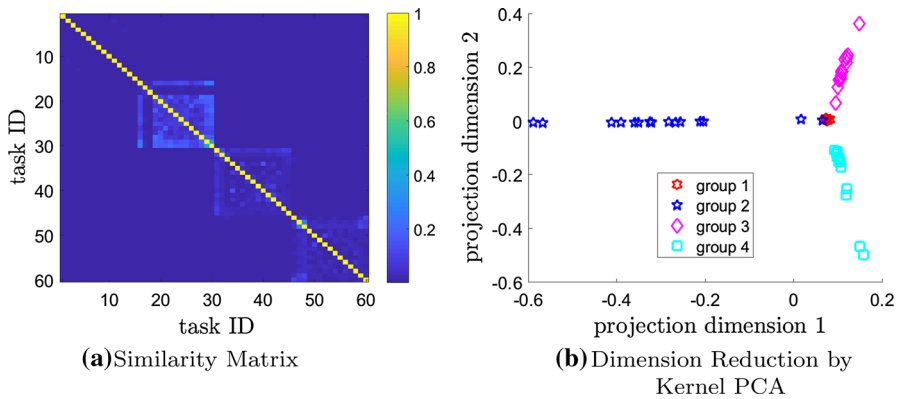 1
0.8
0.6
0.4
0.2
10
20
30
40
50
60
10 20 30 40 50 60
task ID
task ID
(a)Similarity Matrix
0.4
0.2
0
-0.2
-0.4
-0.6
-0.6 -0.4 -0.2 0 0.2
projection dimension 2
projection dimension 1
group 1
group 2
group 3
group 4
(b)Dimension Reduction by
Kernel PCA